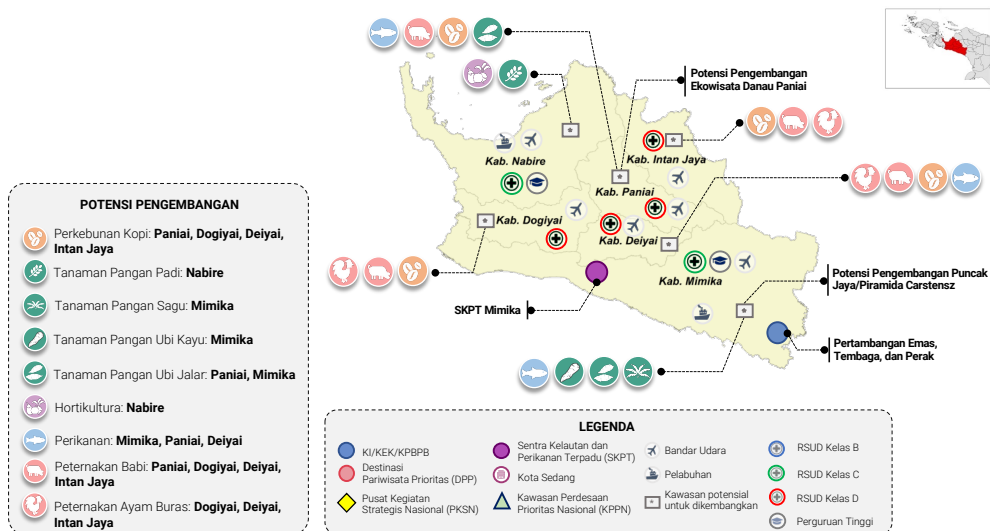 Potensi Pengembangan
Ekowisata Danau Paniai
Kab. Nabire
Kab. Intan Jaya
Kab. Paniai
Kab. Dogiyai
Kab. Deiyai
Kab. Mimika
SKPT Mimika
Potensi Pengembangan Puncak
Jaya/Piramida Carstensz
Pertambangan Emas,
Tembaga, dan Perak
POTENSI PENGEMBANGAN
Perkebunan Kopi: Paniai, Dogiyai, Deiyai,
Intan Jaya
Tanaman Pangan Padi: Nabire
Tanaman Pangan Sagu: Mimika
Tanaman Pangan Ubi Kayu: Mimika
Tanaman Pangan Ubi Jalar: Paniai, Mimika
Hortikultura: Nabire
Perikanan: Mimika, Paniai, Deiyai
Peternakan Babi: Paniai, Dogiyai, Deiyai,
Intan Jaya
Peternakan Ayam Buras: Dogiyai, Deiyai,
Intan Jaya
LEGENDA
KI/KEK/KPBPB
Destinasi
Pariwisata Prioritas (DPP)
Pusat Kegiatan
Strategis Nasional (PKSN)
Sentra Kelautan dan
Perikanan Terpadu (SKPT)
Kota Sedang
Kawasan Perdesaan
Prioritas Nasional (KPPN)
Bandar Udara
Pelabuhan
Kawasan potensial
untuk dikembangkan
RSUD Kelas B
RSUD Kelas C
RSUD Kelas D
Perguruan Tinggi